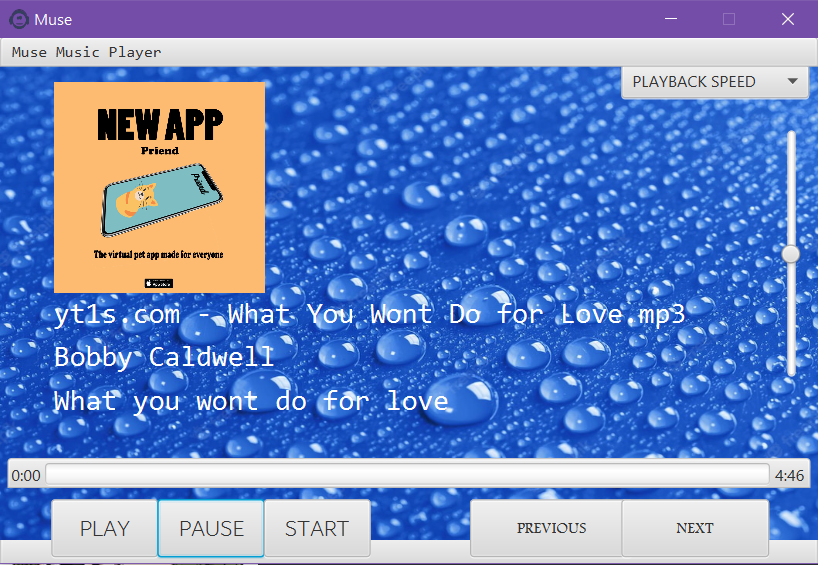 Muse
Muse Music Player
PLAYBACK SPEED
NEW APP
Priend
Priend
The virtual pet app made for everyone
App Store
yt1s.com - What You Wont Do for Love.mp3
Bobby Caldwell
What you wont do for love
0:00
4:46
PLAY
PAUSE
START
PREVIOUS
NEXT